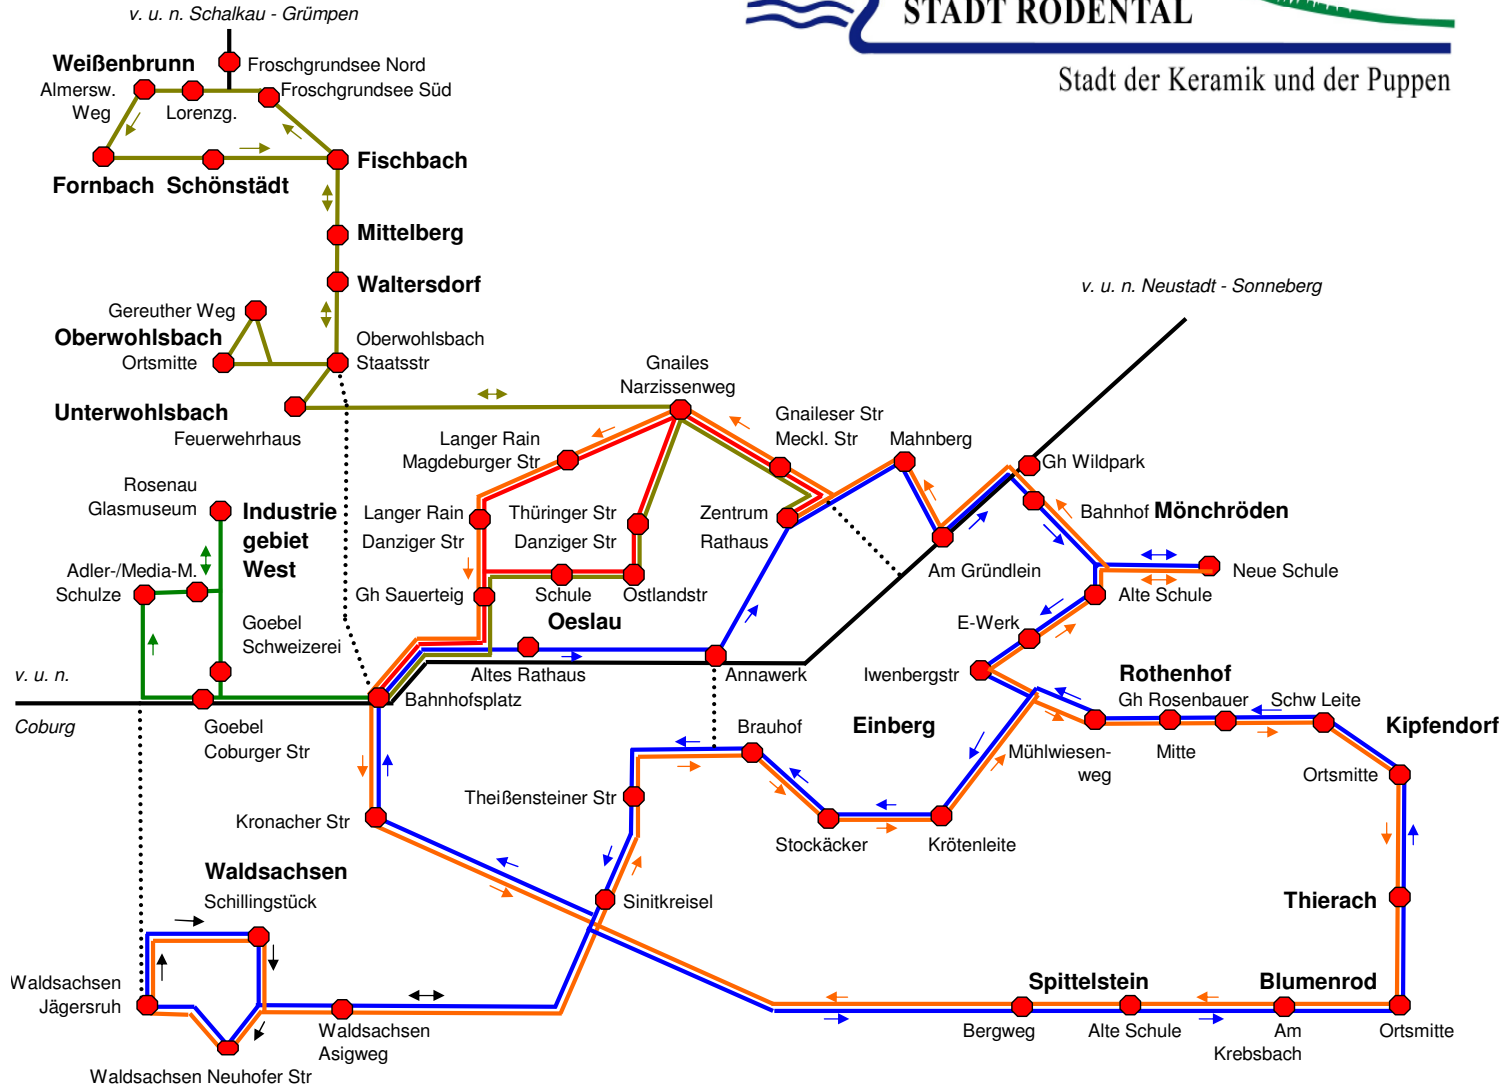 v. u. n. Schalkau - Grümpen
STADT RÖDENTAL
Stadt der Keramik und der Puppen
Weißenbrunn
Froschgrundsee Nord
Froschgrundsee Süd
Almersw.
Weg
Lorenzg.
Fischbach
Fornbach
Schönstädt
Mittelberg
Waltersdorf
v. u. n. Neustadt - Sonneberg
Gereuther Weg
Oberwohlsbach
Ortsmitte
Oberwohlsbach
Staatsstr
Unterwohlsbach
Feuerwehrhaus
Gnailes
Narzissenweg
Gnaileser Str
Meckl. Str
Langer Rain
Magdeburger Str
Mahnberg
Gh Wildpark
Rosenau
Glasmuseum
Industrie
gebiet
West
Langer Rain
Danziger Str
Thüringer Str
Danziger Str
Zentrum
Rathaus
Bahnhof
Mönchröden
Adler-/Media-M.
Schulze
Gh Sauerteig
Schule
Ostlandstr
Am Gründlein
Neue Schule
Alte Schule
Goebel
Schweizerei
Oeslau
E-Werk
Altes Rathaus
Annawerk
Iwenbergstr
Rothenhof
v. u. n.
Coburg
Bahnhofsplatz
Gh Rosenbauer
Schw Leite
Goebel
Coburger Str
Brauhof
Einberg
Mühlwiesen-
weg
Mitte
Kipfendorf
Ortsmitte
Theißensteiner Str
Kronacher Str
Stockäcker
Krötenleite
Waldsachsen
Schillingstück
Sinitkreisel
Thierach
Waldsachsen
Jägersruh
Spittelstein
Blumenrod
Waldsachsen
Asigweg
Bergweg
Alte Schule
Am
Krebsbach
Ortsmitte
Waldsachsen Neuhofer Str